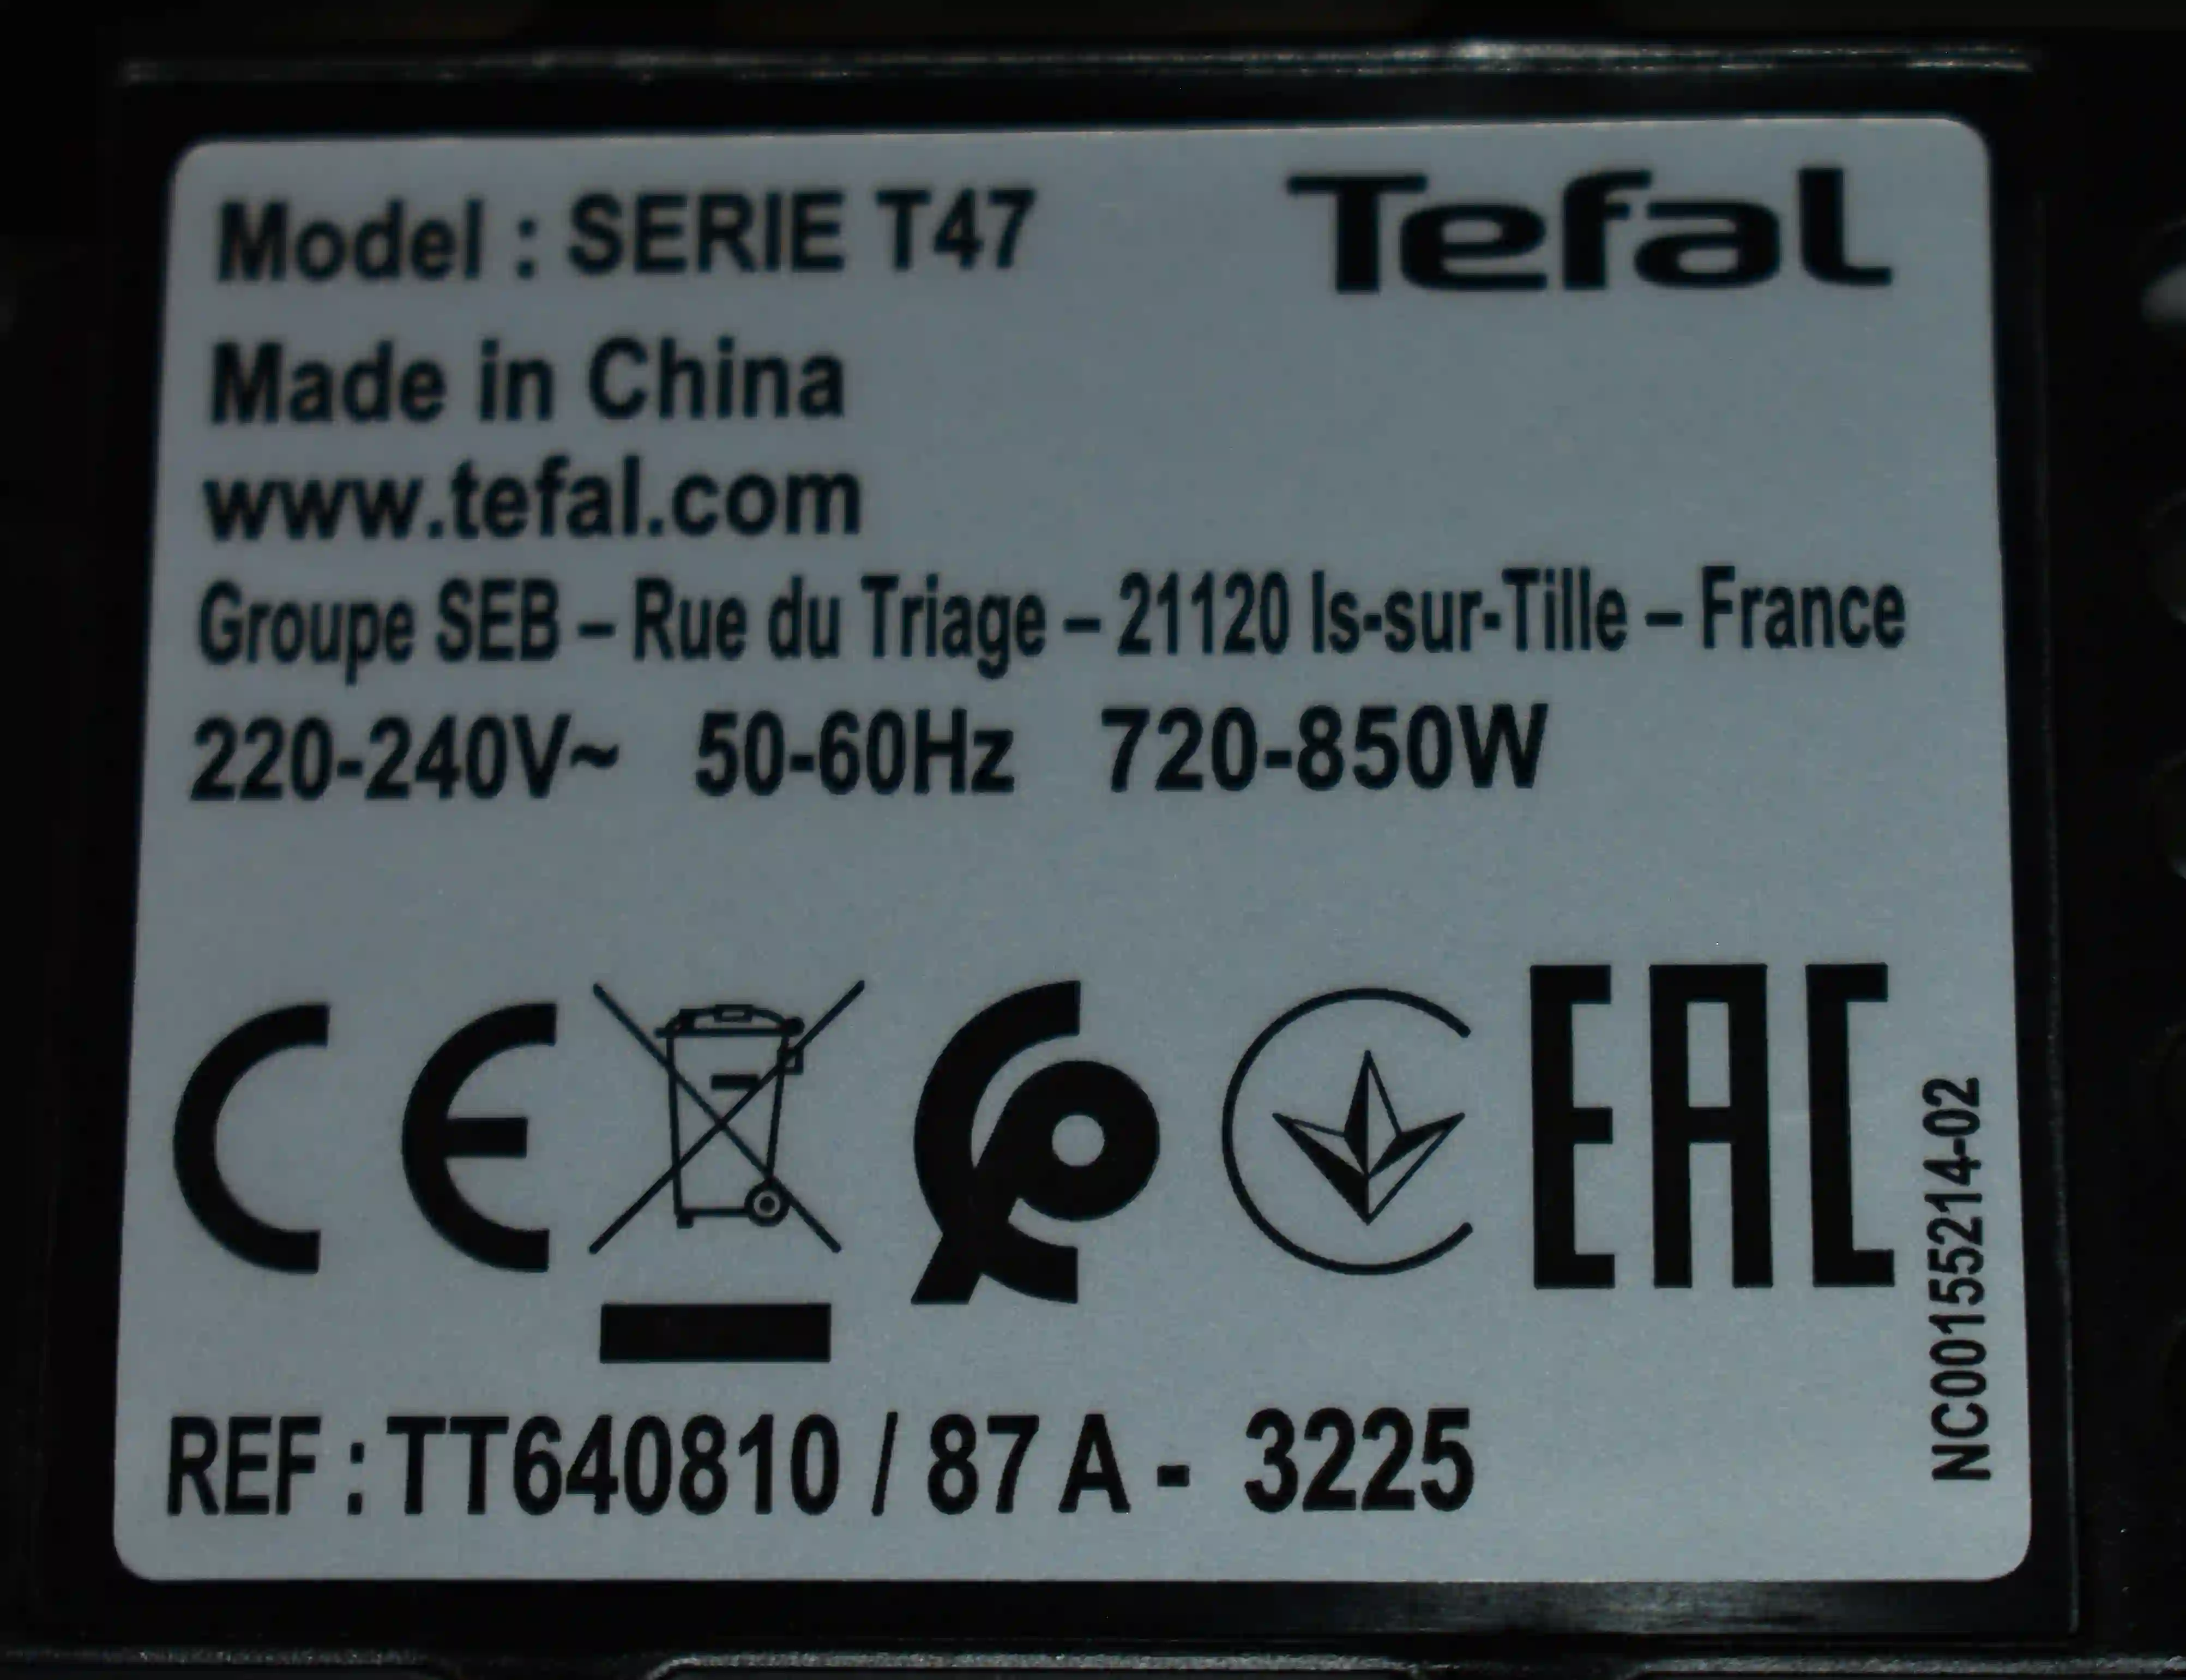 Model : SERIE T47
Tefal
Made in China
www.tefal.com
Groupe SEB – Rue du Triage – 21120 Is-sur-Tille – France
220-240V~ 50-60Hz 720-850W
CE
EAC
NC00155214-02
REF : TT640810 / 87 A - 3225